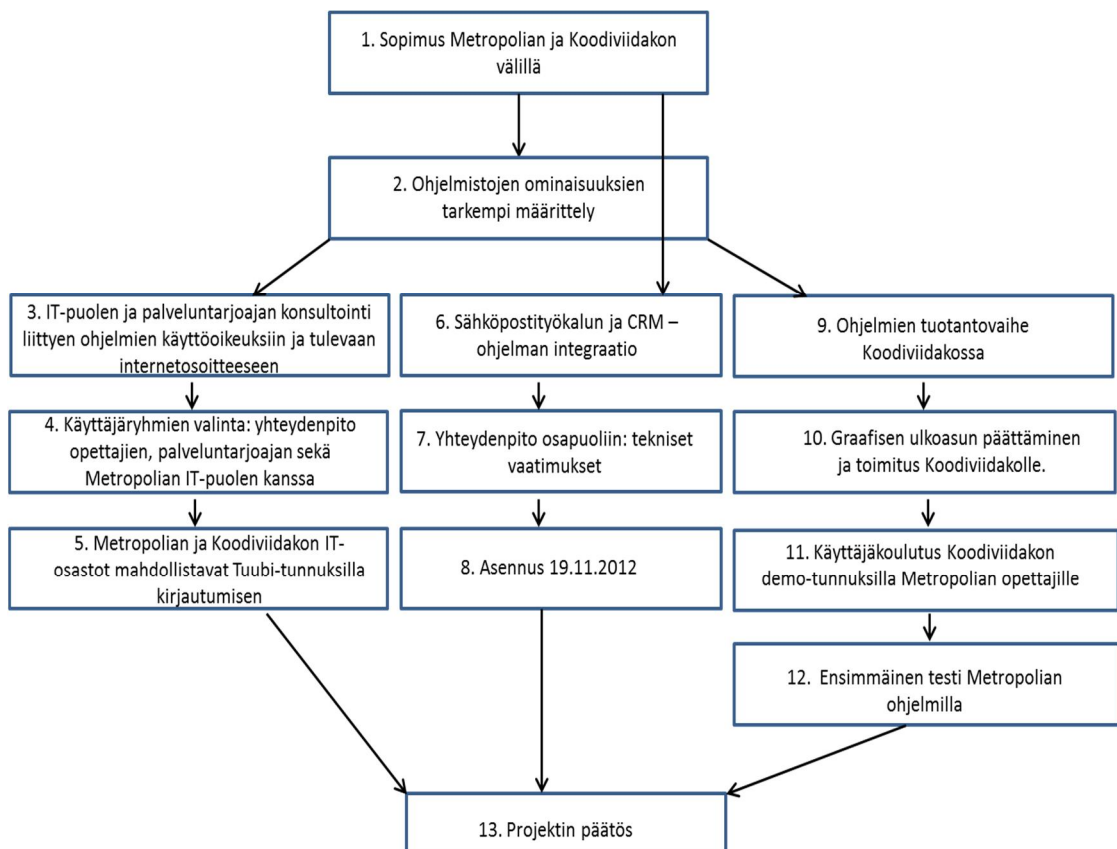 1. Sopimus Metropolian ja Koodiviidakon
välillä
2. Ohjelmistojen ominaisuuksien
tarkempi määrittely
3. IT-puolen ja palveluntarjoajan konsultointi
liittyen ohjelmien käyttöoikeuksiin ja tulevaan
internetosoitteeseen
4. Käyttäjäryhmien valinta: yhteydenpito
opettajien, palveluntarjoajan sekä
Metropolian IT-puolen kanssa
5. Metropolian ja Koodiviidakon IT-
osastot mahdollistavat Tuubi-tunnuksilla
kirjautumisen
6. Sähköpostityökalun ja CRM –
ohjelman integraatio
7. Yhteydenpito osapuoliin: tekniset
vaatimukset
8. Asennus 19.11.2012
9. Ohjelmien tuotantovaihe
Koodiviidakossa
10. Graafisen ulkoasun päättäminen
ja toimitus Koodiviidakolle.
11. Käyttäjäkoulutus Koodiviidakon
demo-tunnuksilla Metropolian opettajille
12. Ensimmäinen testi Metropolian
ohjelmilla
13. Projektin päätös